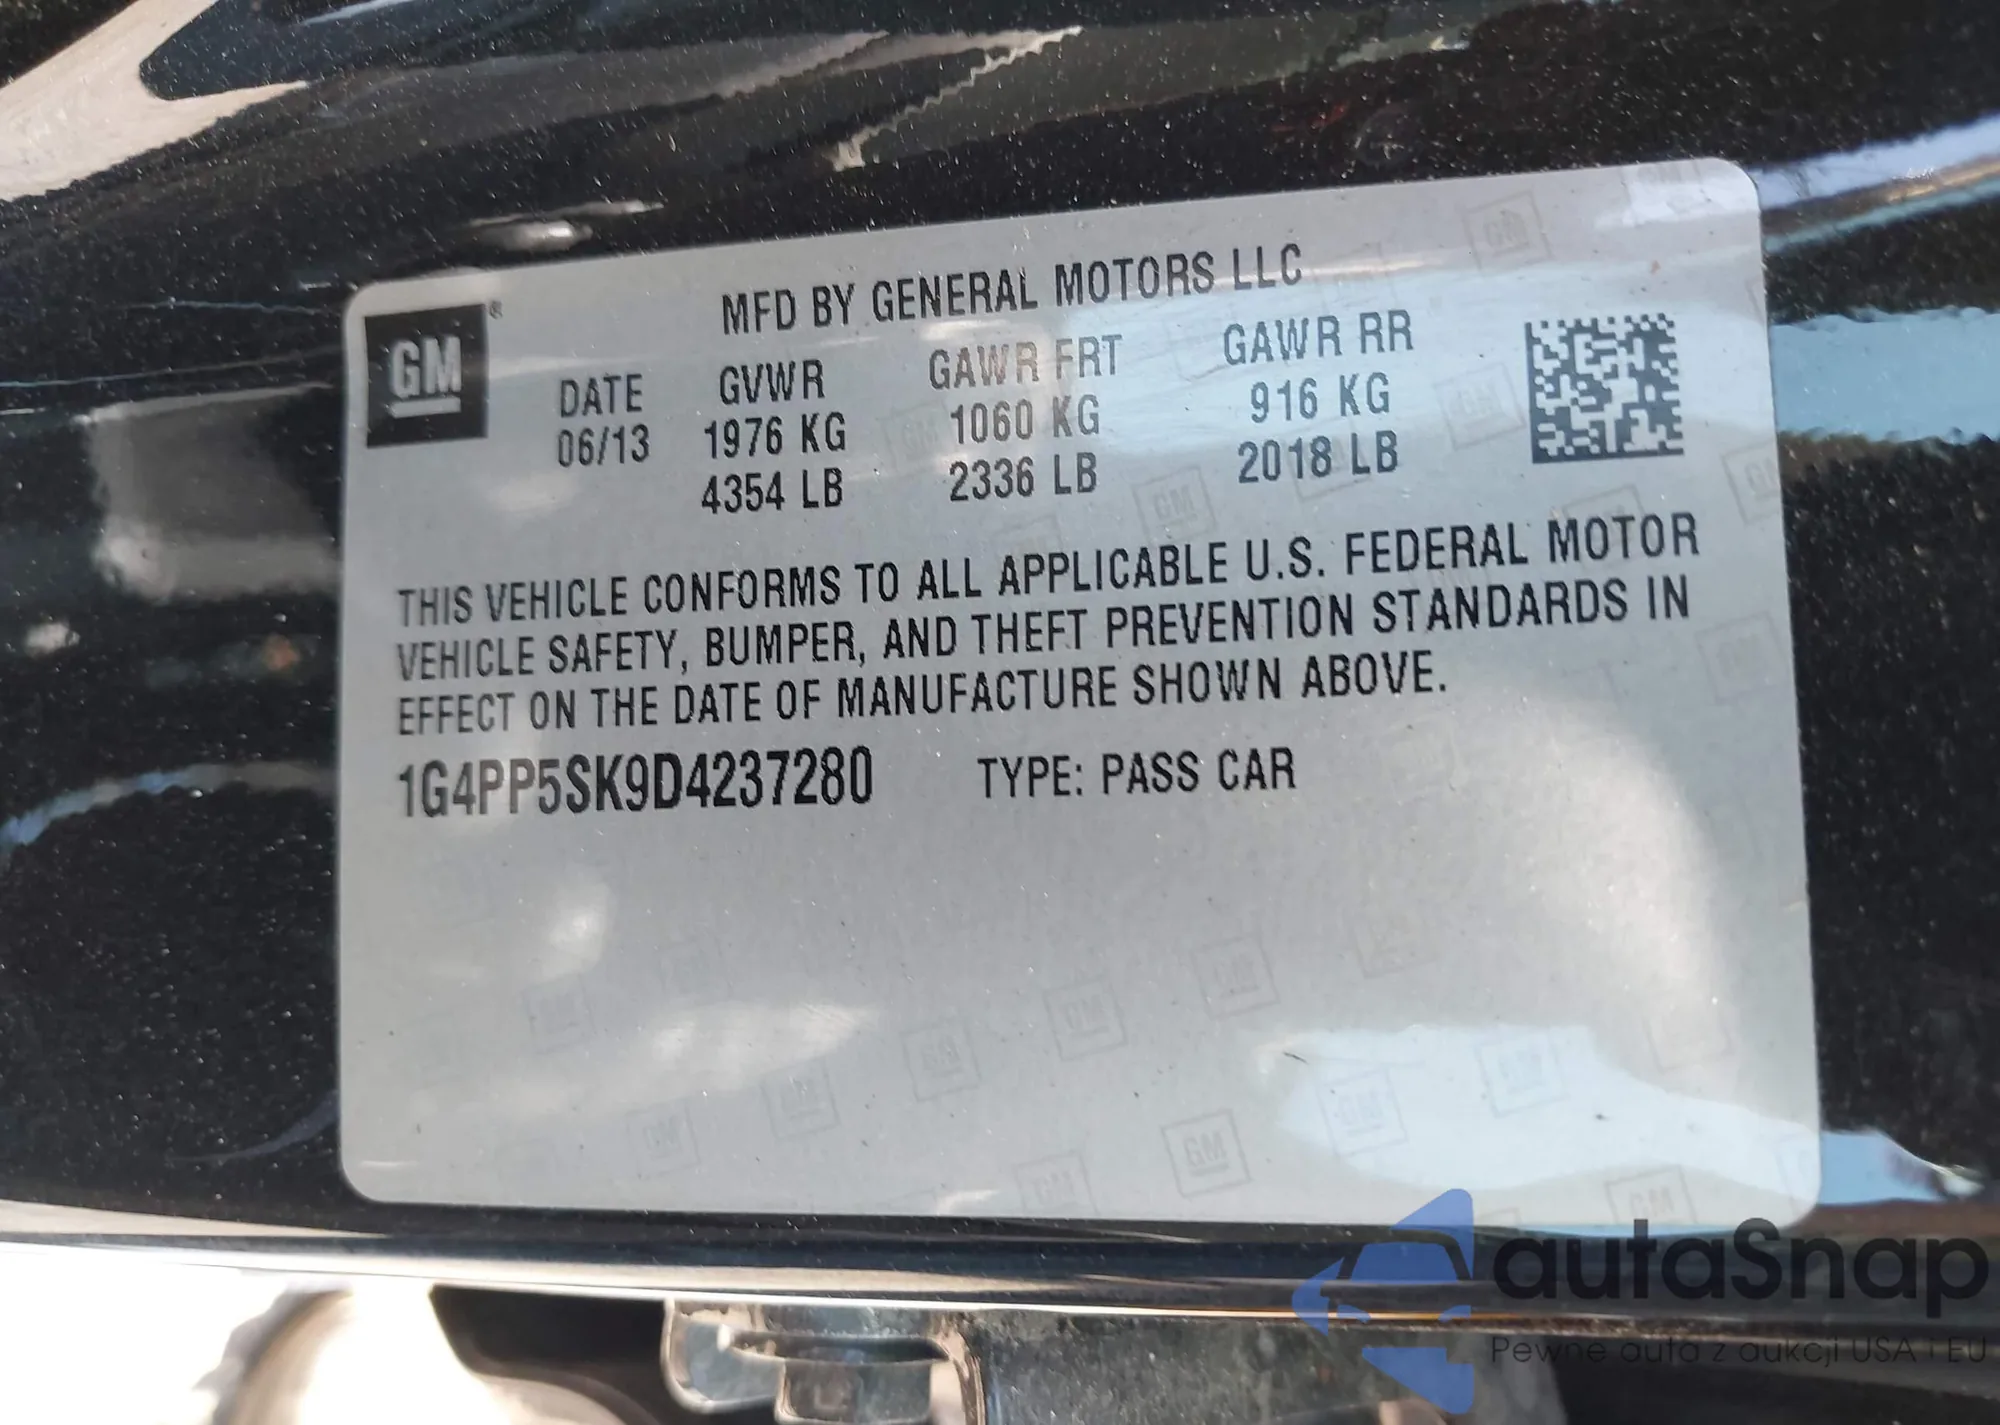 GM®
MFD BY GENERAL MOTORS LLC
DATE GVWR GAWR FRT GAWR RR
06/13 1976 KG 1060 KG 916 KG
4354 LB 2336 LB 2018 LB
THIS VEHICLE CONFORMS TO ALL APPLICABLE U.S. FEDERAL MOTOR
VEHICLE SAFETY, BUMPER, AND THEFT PREVENTION STANDARDS IN
EFFECT ON THE DATE OF MANUFACTURE SHOWN ABOVE.
1G4PP5SK9D4237280 TYPE: PASS CAR
autaSnap
Pewne auta z aukcji USA i EU